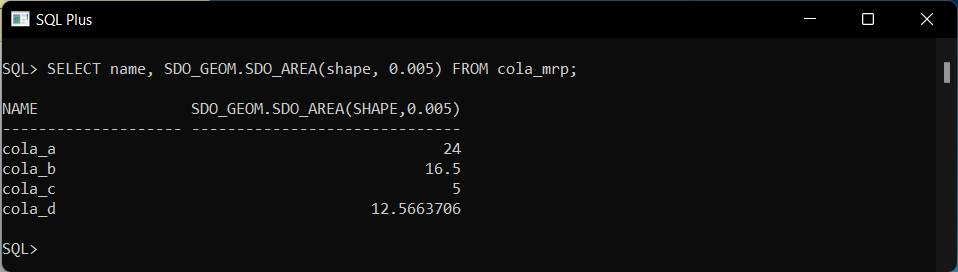 SQL Plus
SQL> SELECT name, SDO_GEOM.SDO_AREA(shape, 0.005) FROM cola_mrp;
NAME                 SDO_GEOM.SDO_AREA(SHAPE,0.005)
-------------------- ------------------------------
cola_a                                           24
cola_b                                         16.5
cola_c                                            5
cola_d                                   12.5663706
SQL>